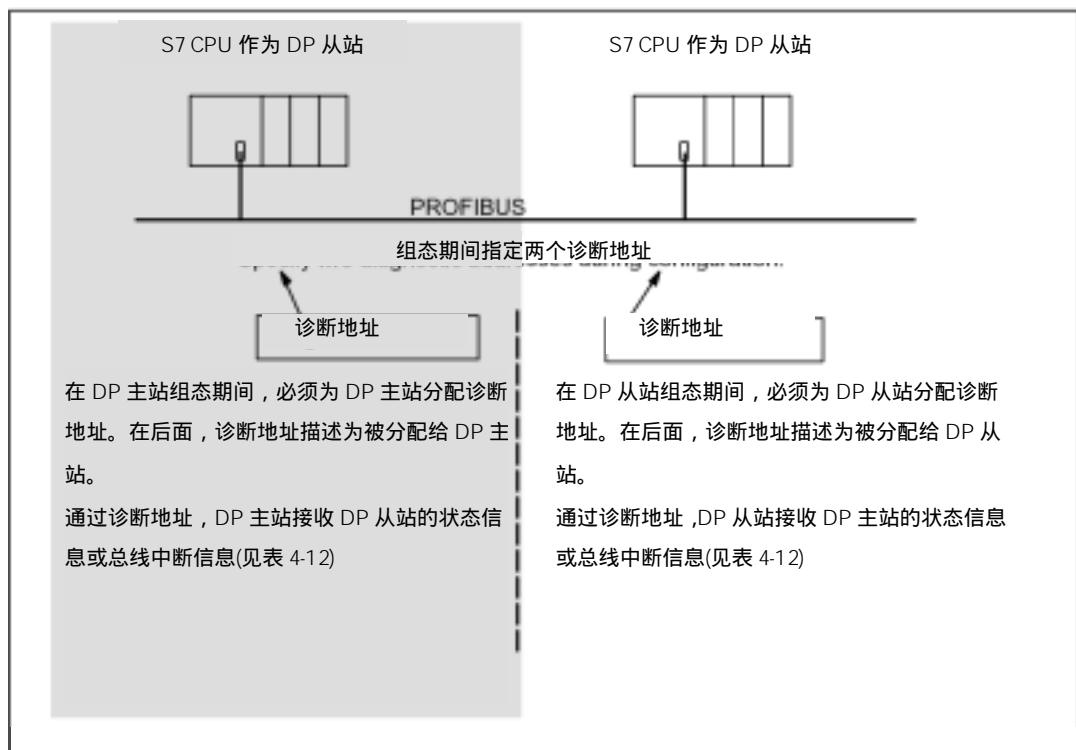 S7 CPU 作为 DP 从站
S7 CPU 作为 DP 从站
PROFIBUS
组态期间指定两个诊断地址
诊断地址
诊断地址
在 DP 主站组态期间，必须为 DP 主站分配诊断
地址。在后面，诊断地址描述为被分配给 DP 主
站。
通过诊断地址，DP 主站接收 DP 从站的状态信
息或总线中断信息(见表 4-12)
在 DP 从站组态期间，必须为 DP 从站分配诊断
地址。在后面，诊断地址描述为被分配给 DP 从
站。
通过诊断地址,DP 从站接收 DP 主站的状态信息
或总线中断信息(见表 4-12)